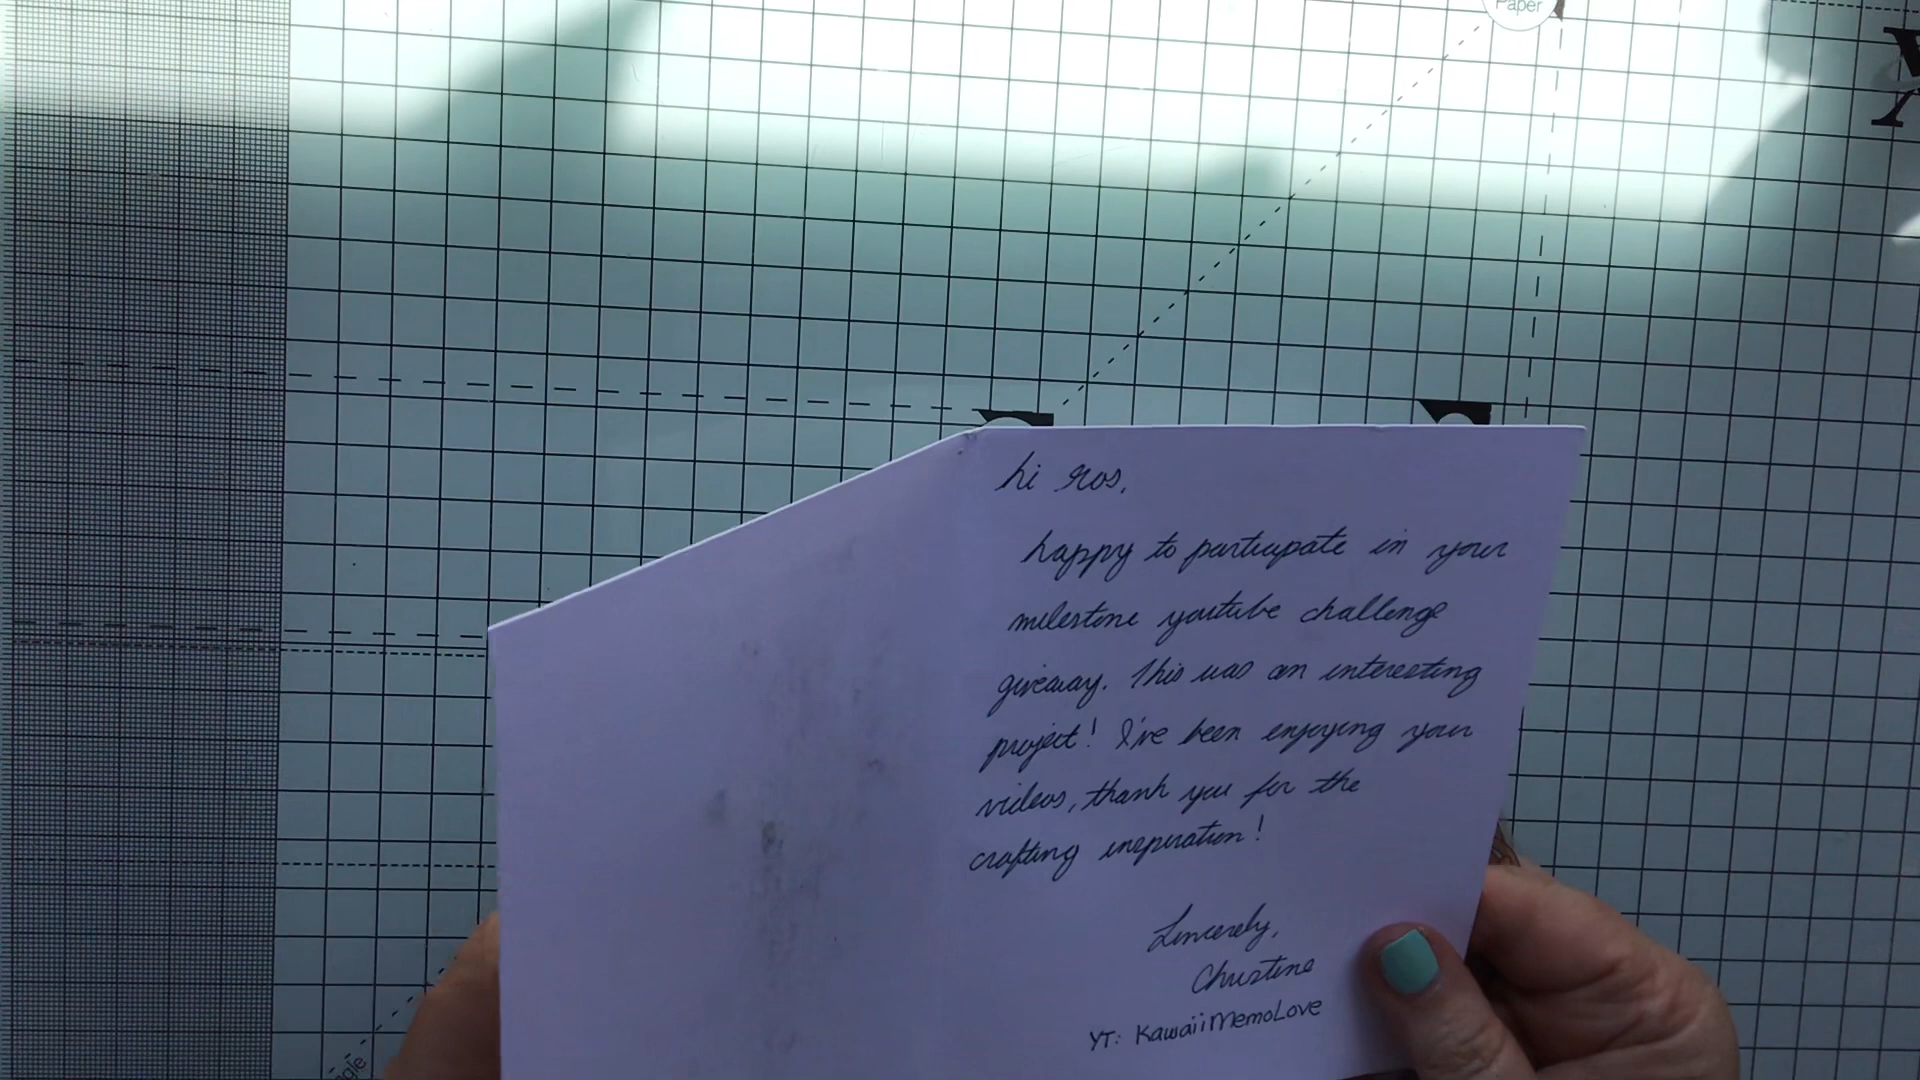 Paper
hi Ros,
happy to participate in your
milestone youtube challenge
giveaway. This was an interesting
project! I've been enjoying your
videos, thank you for the
crafting inspiration!
Sincerely,
Christine
YT: KawaiiMemoLove